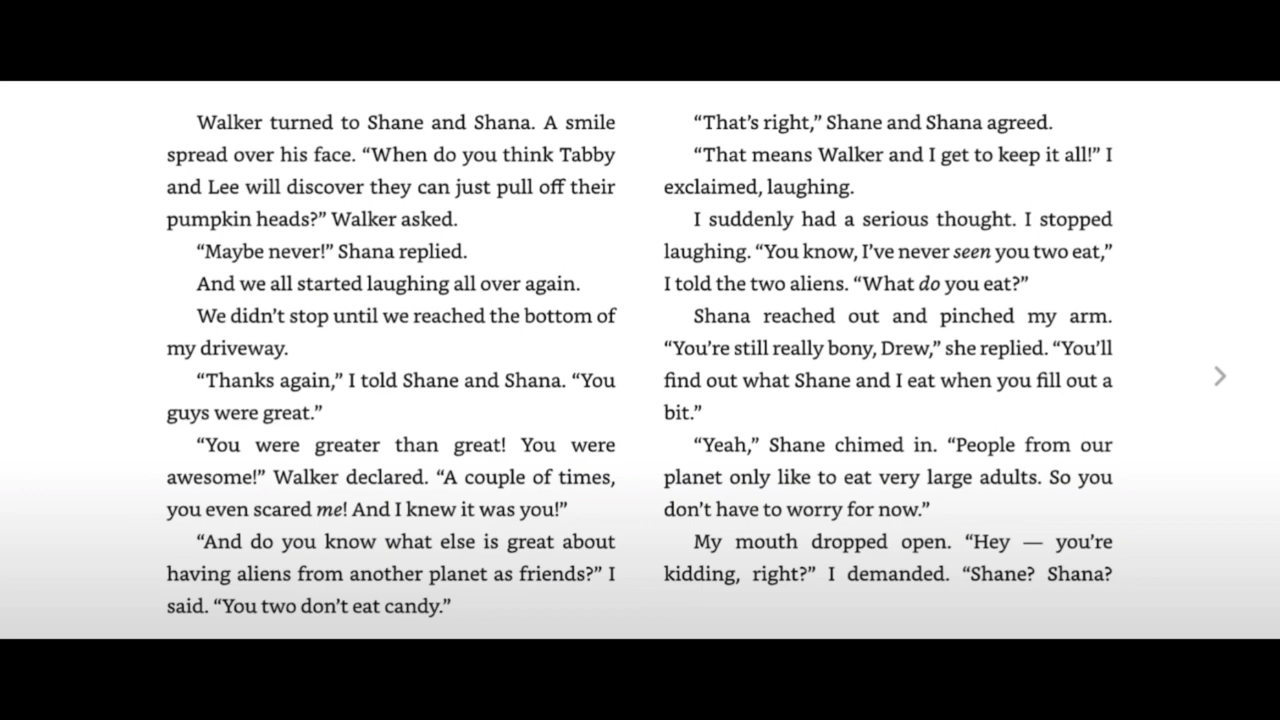 Walker turned to Shane and Shana. A smile
spread over his face. “When do you think Tabby
and Lee will discover they can just pull off their
pumpkin heads?” Walker asked.
“Maybe never!” Shana replied.
And we all started laughing all over again.
We didn’t stop until we reached the bottom of
my driveway.
“Thanks again,” I told Shane and Shana. “You
guys were great.”
“You were greater than great! You were
awesome!” Walker declared. “A couple of times,
you even scared me! And I knew it was you!”
“And do you know what else is great about
having aliens from another planet as friends?” I
said. “You two don’t eat candy.”
“That’s right,” Shane and Shana agreed.
“That means Walker and I get to keep it all!” I
exclaimed, laughing.
I suddenly had a serious thought. I stopped
laughing. “You know, I’ve never seen you two eat,”
I told the two aliens. “What do you eat?”
Shana reached out and pinched my arm.
“You’re still really bony, Drew,” she replied. “You’ll
find out what Shane and I eat when you fill out a
bit.”
“Yeah,” Shane chimed in. “People from our
planet only like to eat very large adults. So you
don’t have to worry for now.”
My mouth dropped open. “Hey — you’re
kidding, right?” I demanded. “Shane? Shana?